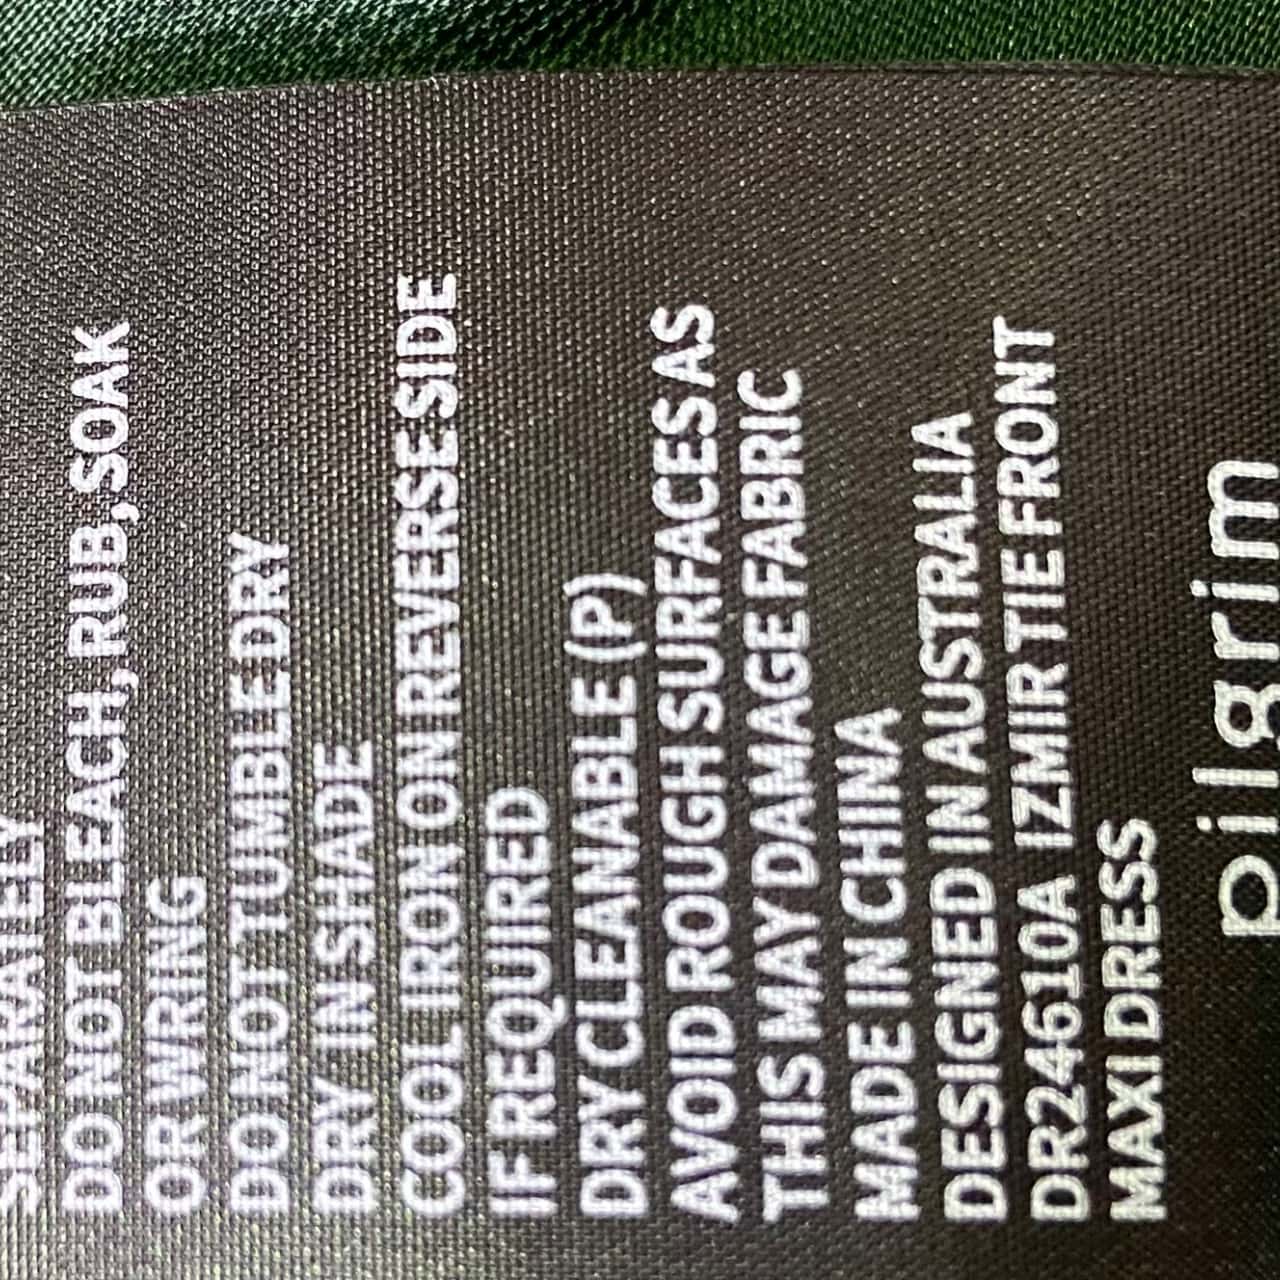 SEPARATELY
DO NOT BLEACH, RUB, SOAK
OR WRING
DO NOT TUMBLE DRY
DRY IN SHADE
COOL IRON ON REVERSE SIDE
IF REQUIRED
DRY CLEANABLE (P)
AVOID ROUGH SURFACES AS
THIS MAY DAMAGE FABRIC
MADE IN CHINA
DESIGNED IN AUSTRALIA
DR24610A IZMIR TIE FRONT
MAXI DRESS
pilgrim